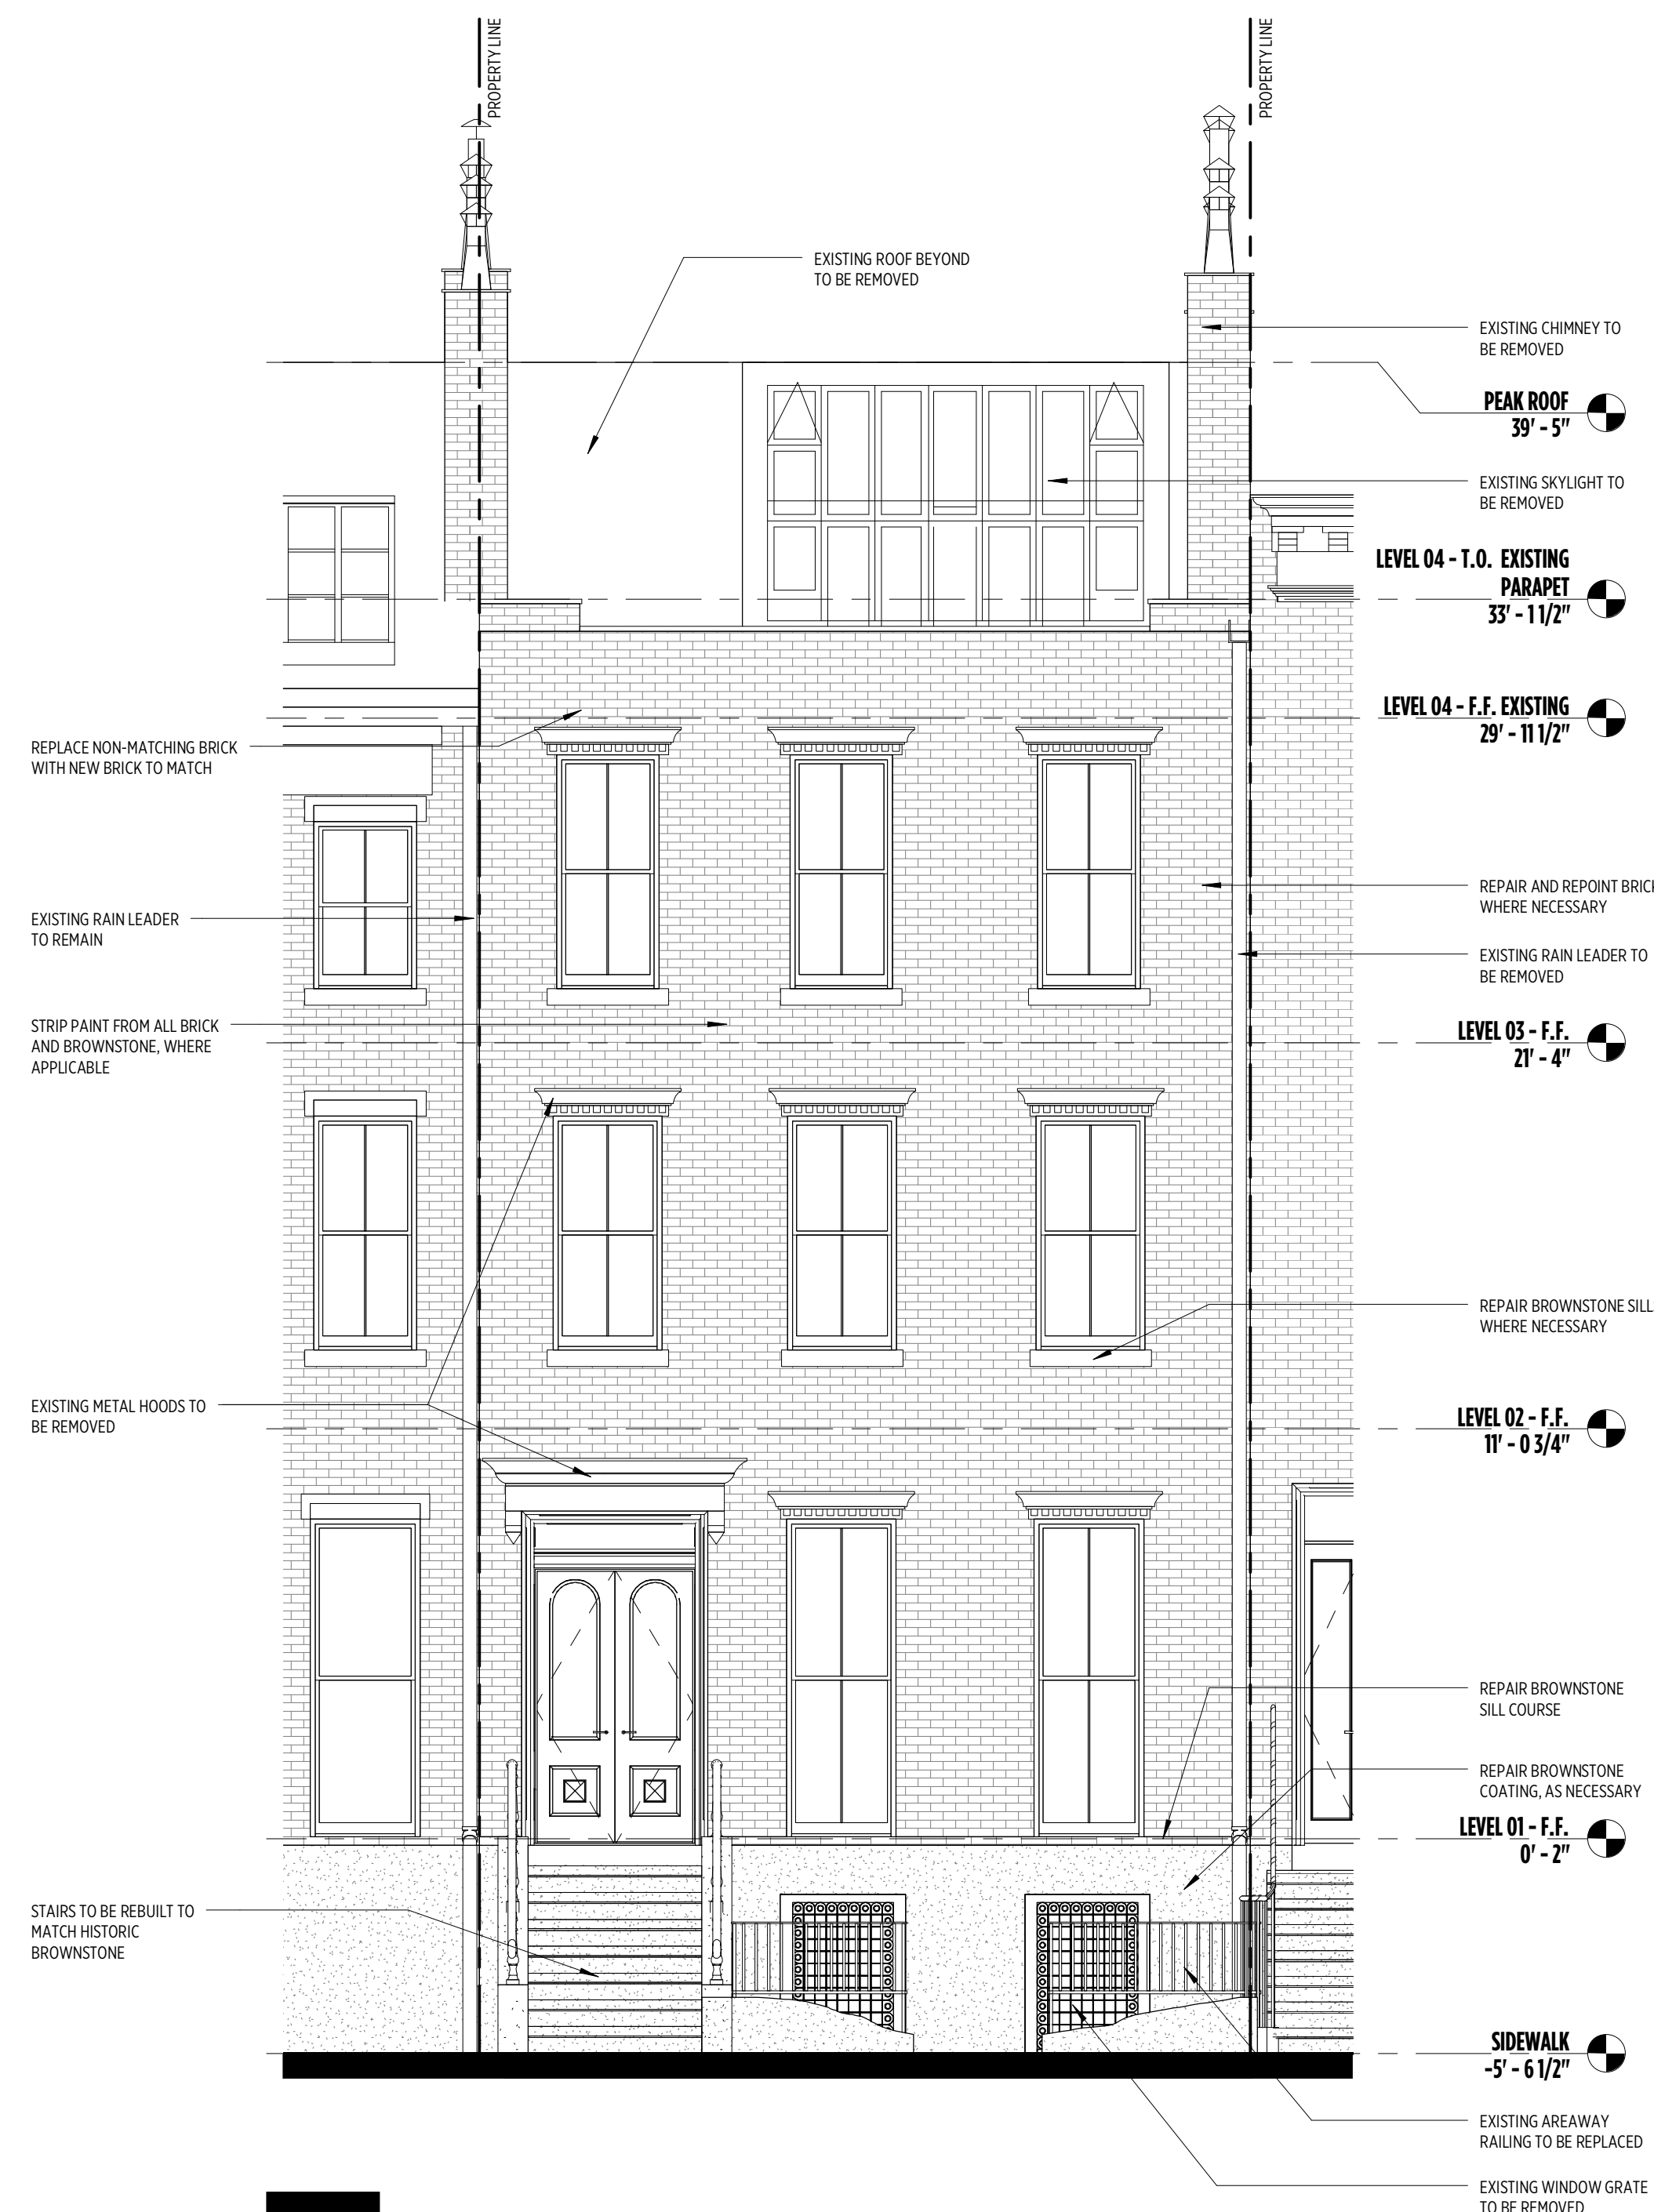 PROPERTY LINE
PROPERTY LINE
EXISTING ROOF BEYOND
TO BE REMOVED
EXISTING CHIMNEY TO
BE REMOVED
PEAK ROOF
39' - 5"
EXISTING SKYLIGHT TO
BE REMOVED
LEVEL 04 - T.O. EXISTING
PARAPET
33' - 1 1/2"
LEVEL 04 - F.F. EXISTING
29' - 11 1/2"
REPLACE NON-MATCHING BRICK
WITH NEW BRICK TO MATCH
REPAIR AND REPOINT BRICK
WHERE NECESSARY
EXISTING RAIN LEADER
TO REMAIN
EXISTING RAIN LEADER TO
BE REMOVED
STRIP PAINT FROM ALL BRICK
AND BROWNSTONE, WHERE
APPLICABLE
LEVEL 03 - F.F.
21' - 4"
REPAIR BROWNSTONE SILLS
WHERE NECESSARY
EXISTING METAL HOODS TO
BE REMOVED
LEVEL 02 - F.F.
11' - 0 3/4"
REPAIR BROWNSTONE
SILL COURSE
REPAIR BROWNSTONE
COATING, AS NECESSARY
LEVEL 01 - F.F.
0' - 2"
STAIRS TO BE REBUILT TO
MATCH HISTORIC
BROWNSTONE
SIDEWALK
-5' - 6 1/2"
EXISTING AREAWAY
RAILING TO BE REPLACED
EXISTING WINDOW GRATE
TO BE REMOVED